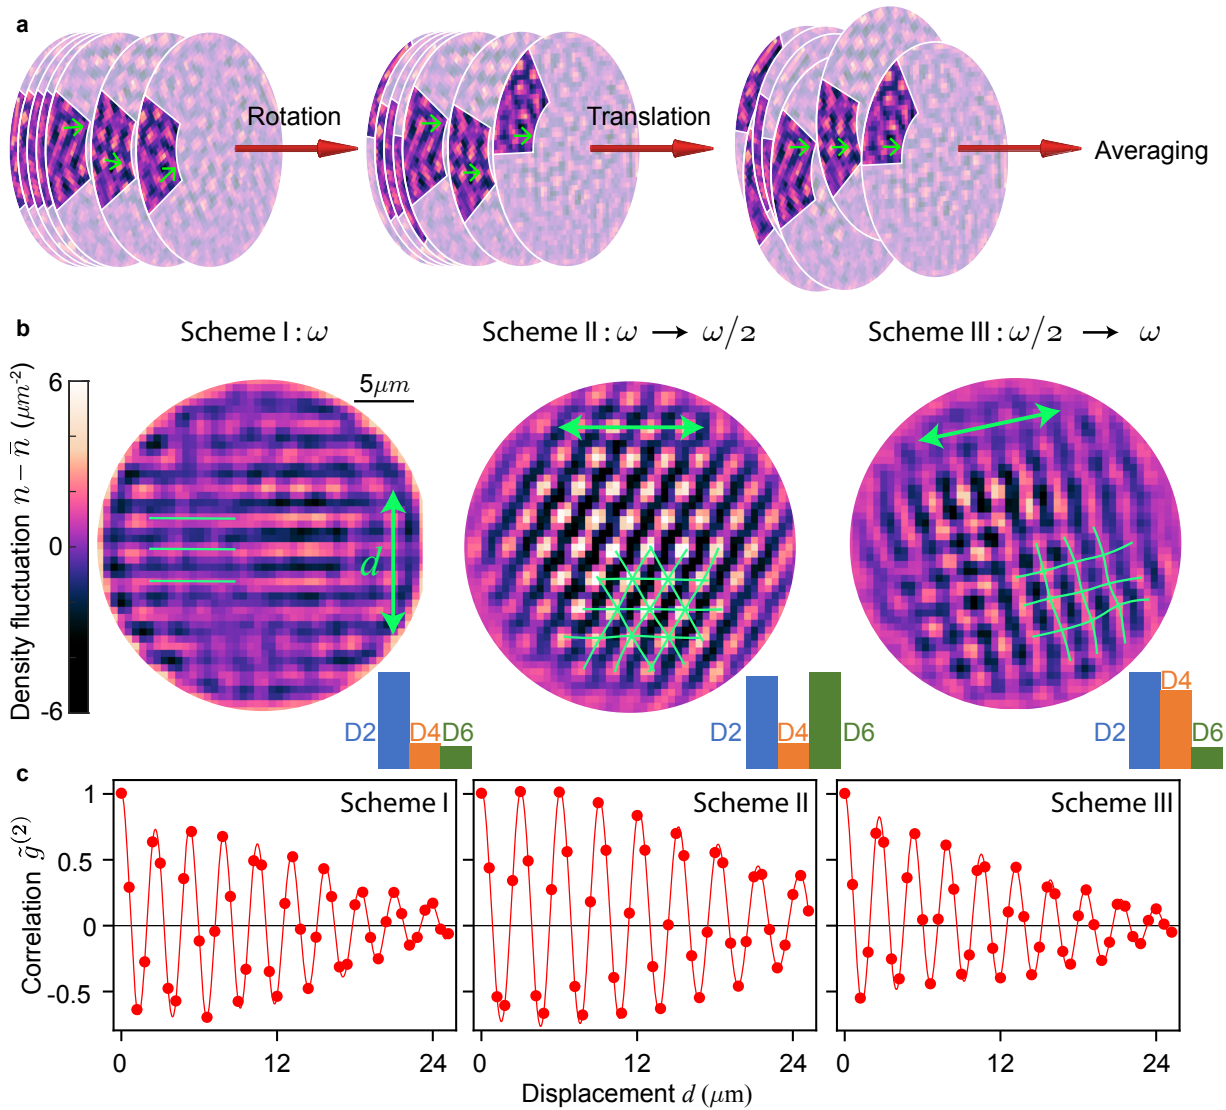 a
Rotation
Translation
Averaging
b
Scheme I : ω
Scheme II : ω → ω/2
Scheme III : ω/2 → ω
Density fluctuation n − n̄ (μm⁻²)
6
0
-6
5μm
d
D2
D4
D6
D2
D4
D6
D2
D4
D6
c
Correlation g̃⁽²⁾
1
0.5
0
-0.5
Scheme I
Scheme II
Scheme III
0 12 24
0 12 24
0 12 24
Displacement d (μm)